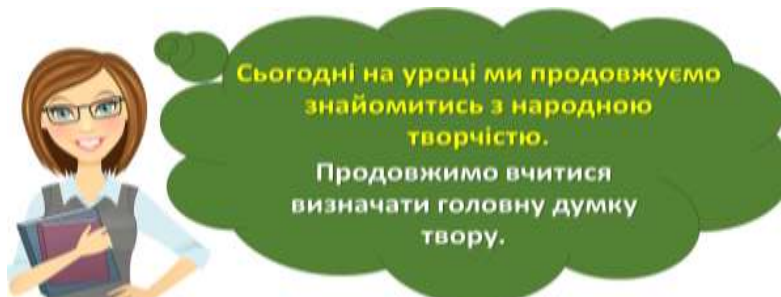 Сьогодні на уроці ми продовжуємо
знайомитись з народною
творчістю.
Продовжимо вчитися
визначати головну думку
твору.